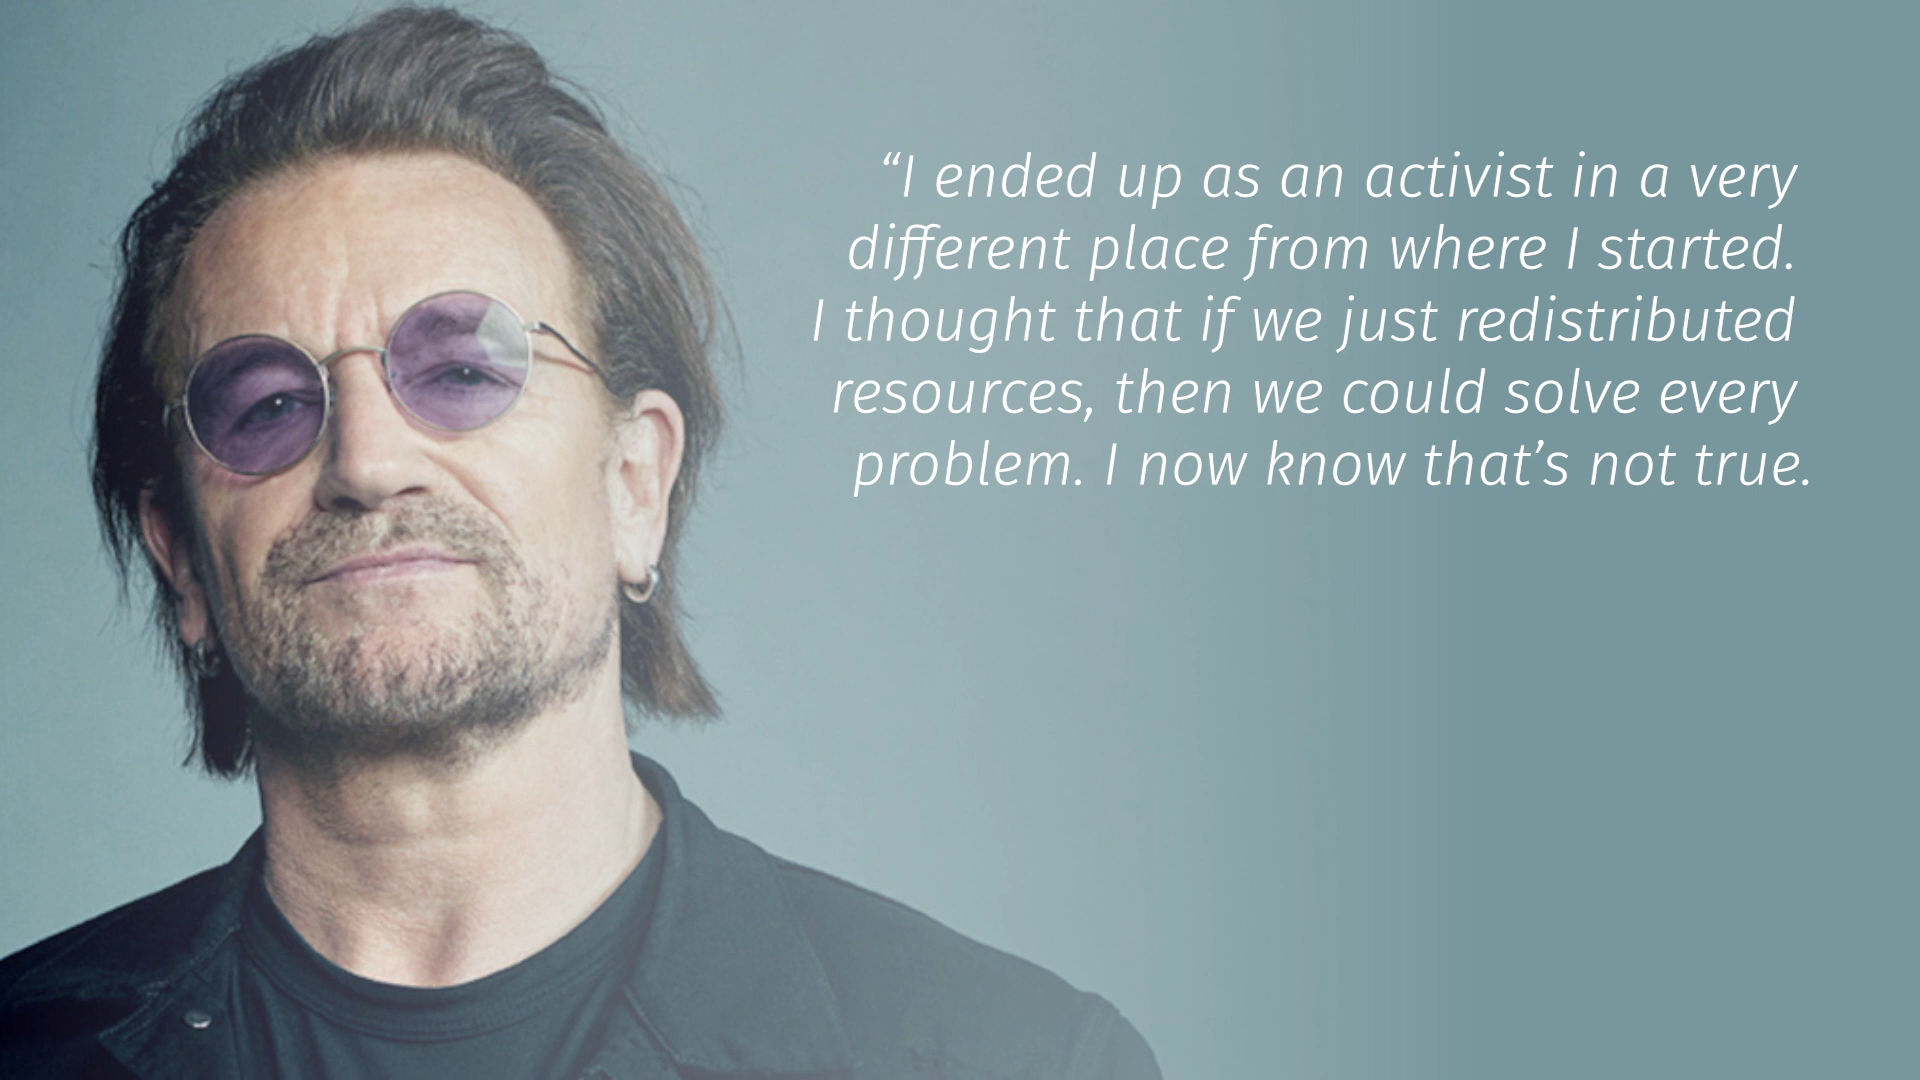 “I ended up as an activist in a very
different place from where I started.
I thought that if we just redistributed
resources, then we could solve every
problem. I now know that’s not true.